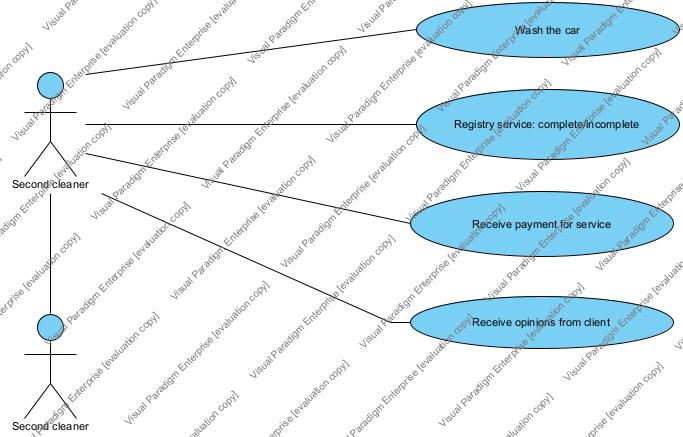 Wash the car
Registry service: complete/incomplete
Second cleaner
Receive payment for service
Receive opinions from client
Second cleaner
Visual Paradigm Enterprise [evaluation copy]